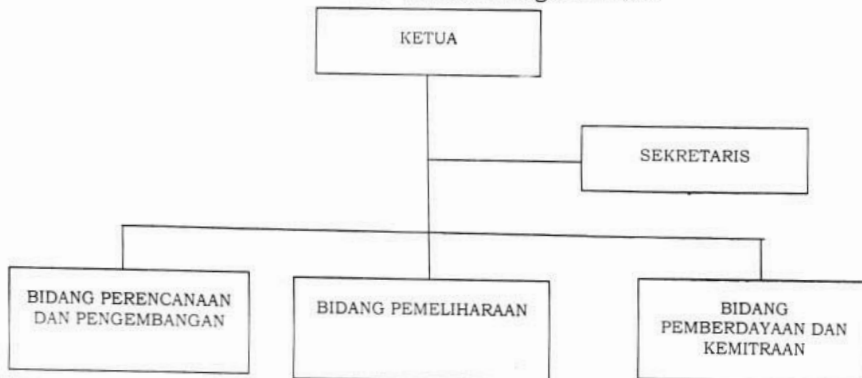 KETUA
SEKRETARIS
BIDANG PERENCANAAN
DAN PENGEMBANGAN
BIDANG PEMELIHARAAN
BIDANG
PEMBERDAYAAN DAN
KEMITRAAN